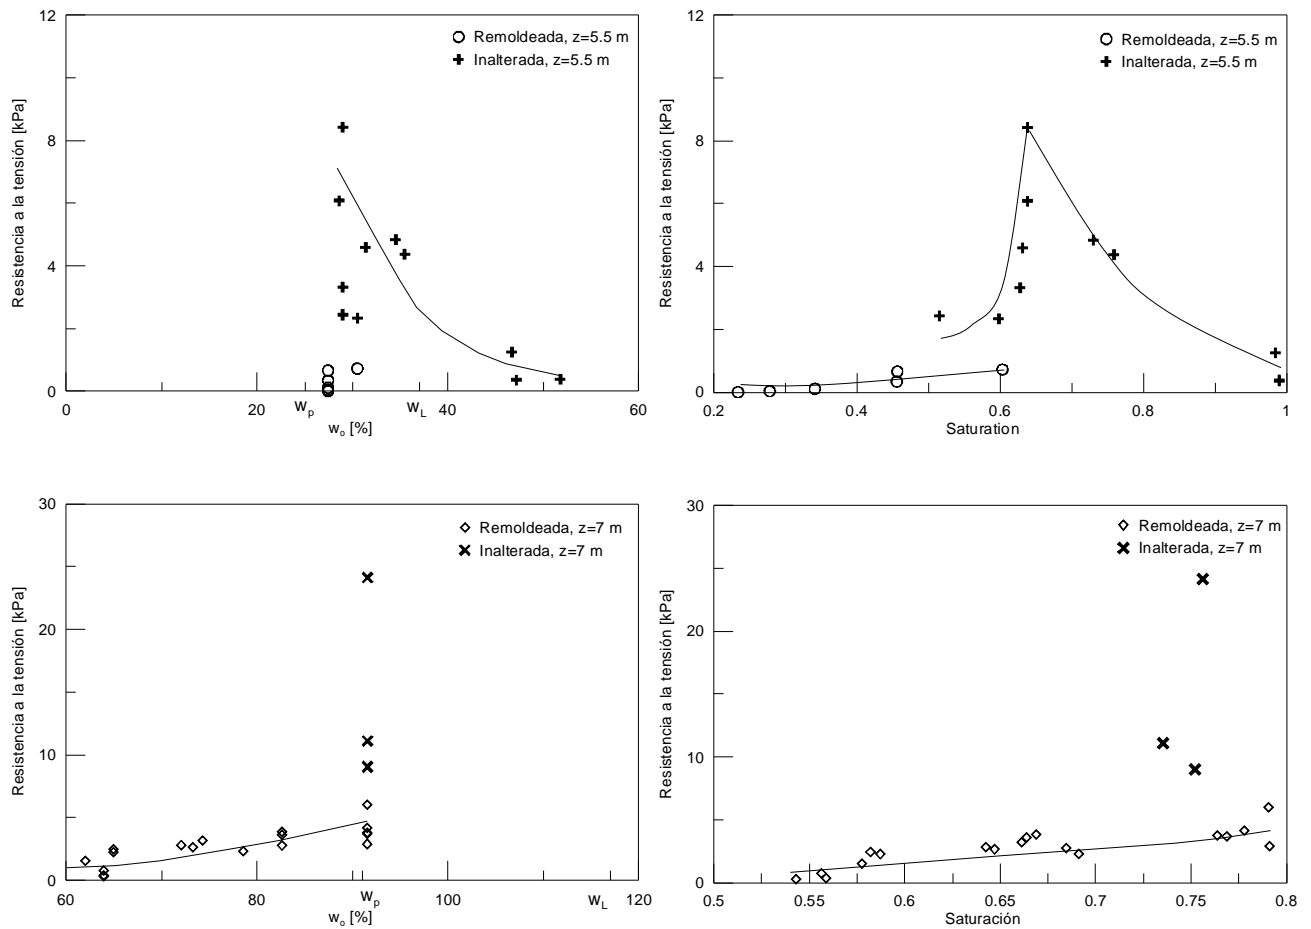 12
8
4
0
Resistencia a la tensión [kPa]
Remoldeada, z=5.5 m
Inalterada, z=5.5 m
0
20
40
60
wp
wL
wo [%]
12
8
4
0
Resistencia a la tensión [kPa]
Remoldeada, z=5.5 m
Inalterada, z=5.5 m
0.2
0.4
0.6
0.8
1
Saturation
30
20
10
0
Resistencia a la tensión [kPa]
Remoldeada, z=7 m
Inalterada, z=7 m
60
80
100
120
wp
wL
wo [%]
30
20
10
0
Resistencia a la tensión [kPa]
Remoldeada, z=7 m
Inalterada, z=7 m
0.5
0.55
0.6
0.65
0.7
0.75
0.8
Saturación